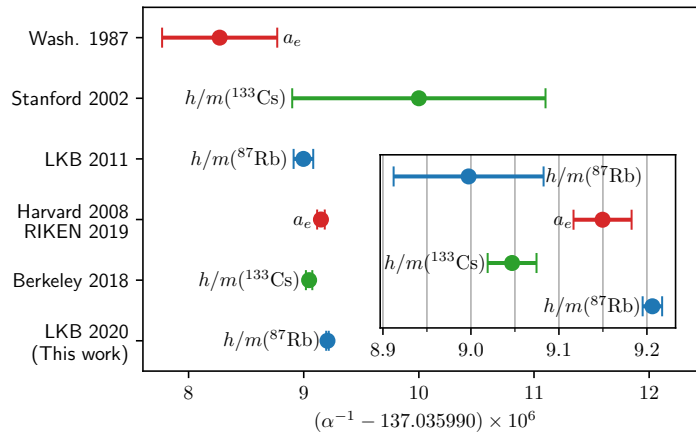 Wash. 1987
a_e
Stanford 2002
h/m(¹³³Cs)
LKB 2011
h/m(⁸⁷Rb)
Harvard 2008
RIKEN 2019
a_e
Berkeley 2018
h/m(¹³³Cs)
LKB 2020
(This work)
h/m(⁸⁷Rb)
h/m(⁸⁷Rb)
a_e
h/m(¹³³Cs)
h/m(⁸⁷Rb)
8.9 9.0 9.1 9.2
8 9 10 11 12
(α⁻¹ − 137.035990) × 10⁶